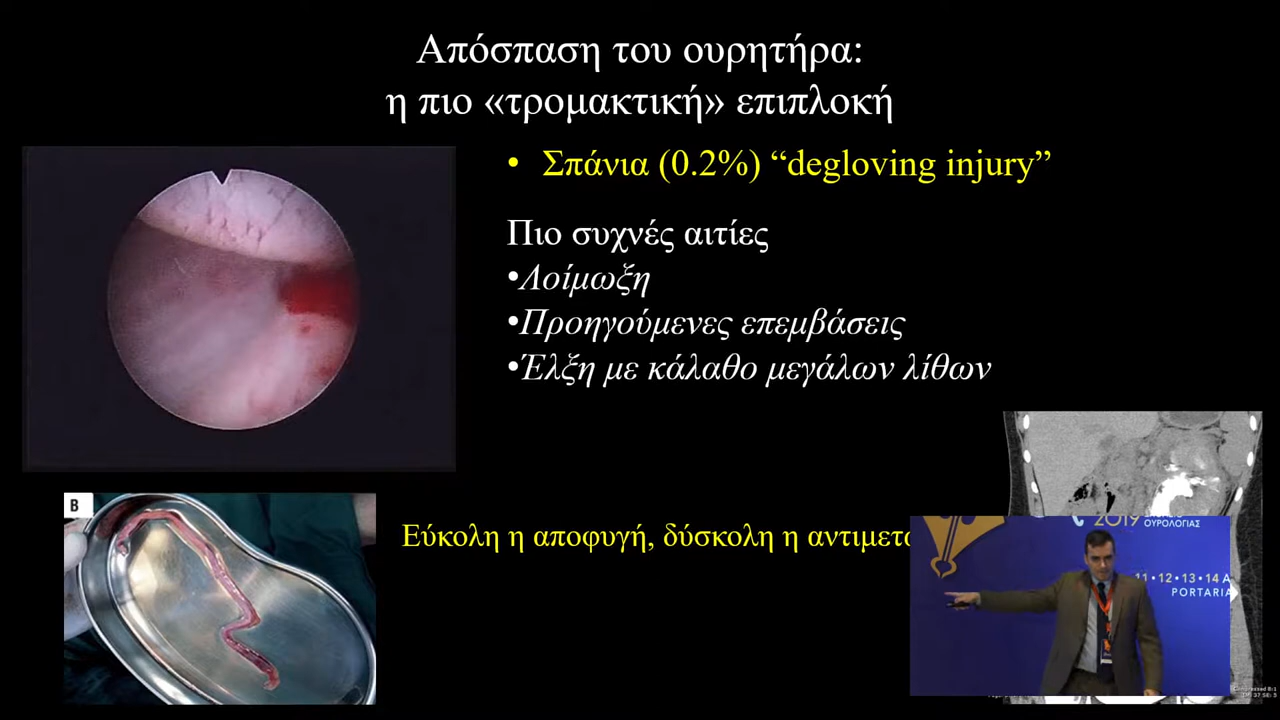 Απόσπαση του ουρητήρα:
η πιο «τρομακτική» επιπλοκή
• Σπάνια (0.2%) “degloving injury”
Πιο συχνές αιτίες
•Λοίμωξη
•Προηγούμενες επεμβάσεις
•Έλξη με κάλαθο μεγάλων λίθων
B
Εύκολη η αποφυγή, δύσκολη η
2019
ΟΥΡΟΛΟΓΙΑΣ
11•12•13•14 Α
PORTARIA